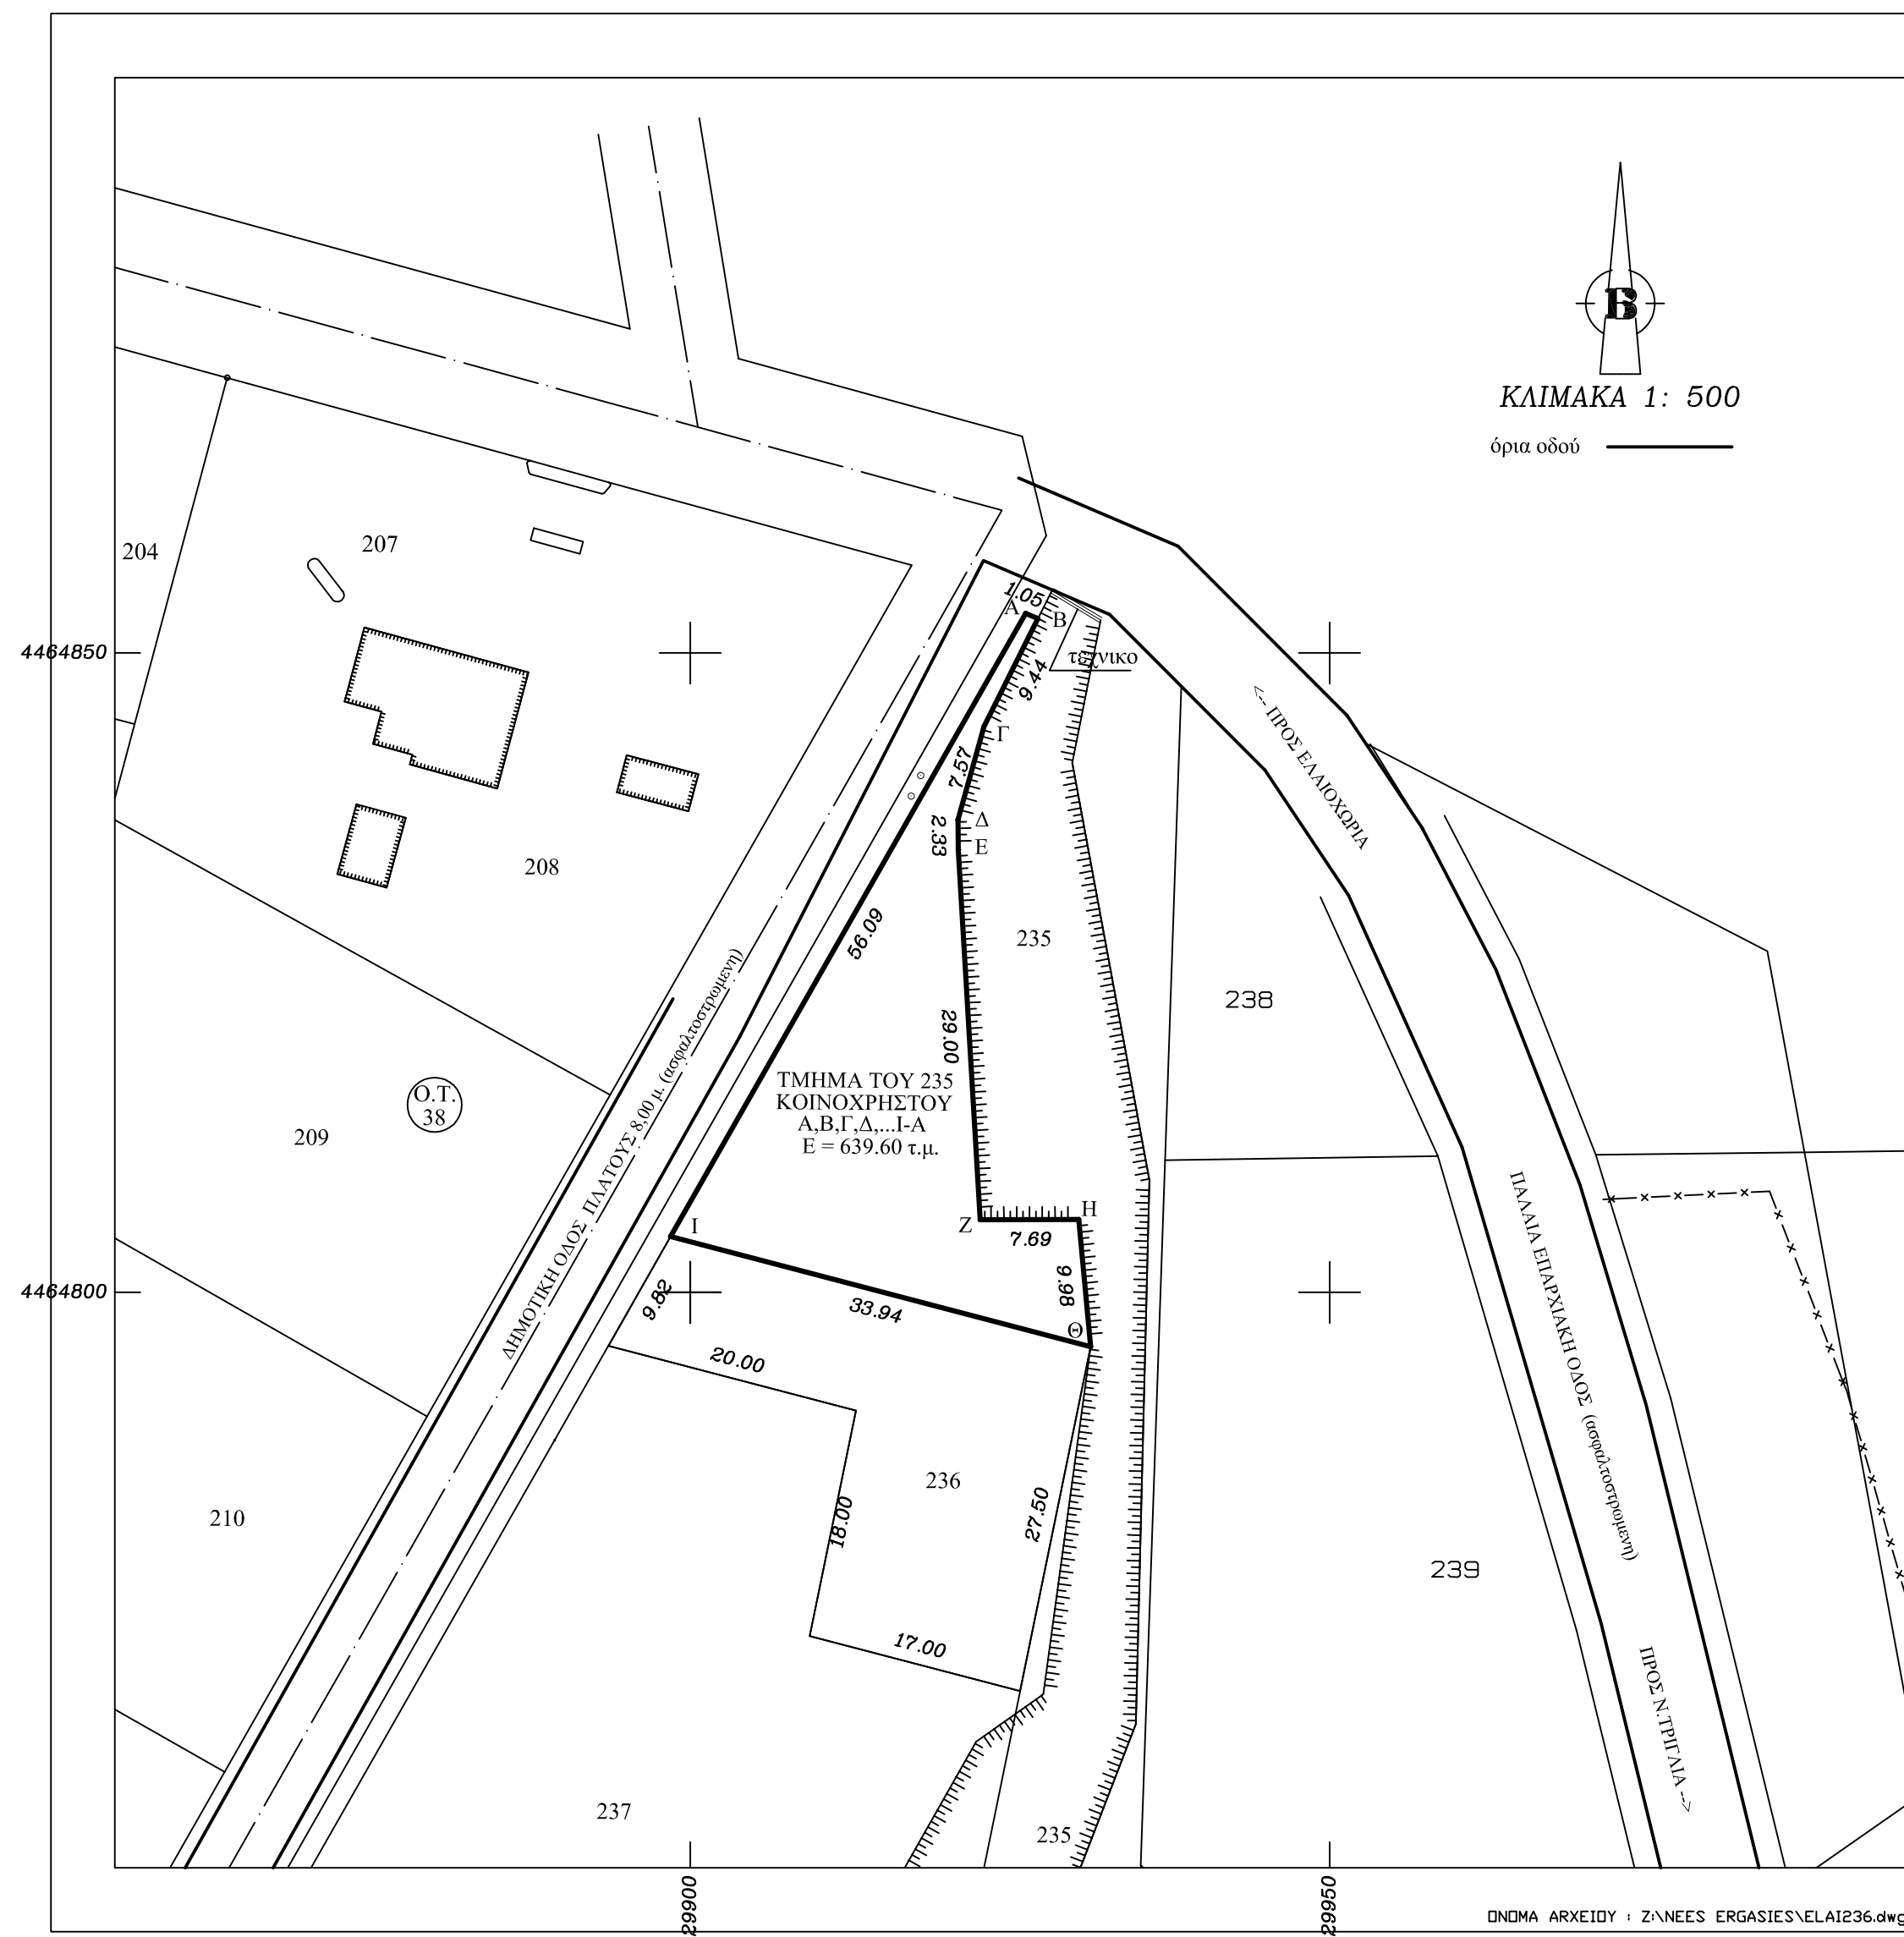 Β
ΚΛΙΜΑΚΑ 1: 500
όρια οδού
204
207
1.05
Α
Β
4464850
τεχνικο
9.44
<-- ΠΡΟΣ ΕΛΑΙΟΧΩΡΙΑ
Γ
7.57
Δ
2.33
Ε
208
56.09
235
238
29.00
ΤΜΗΜΑ ΤΟΥ 235
ΚΟΙΝΟΧΡΗΣΤΟΥ
Α,Β,Γ,Δ,...Ι-Α
Ε = 639.60 τ.μ.
Ο.Τ.
38
209
ΔΗΜΟΤΙΚΗ ΟΔΟΣ ΠΛΑΤΟΥΣ 8,00 μ. (ασφαλτοστρωμενη)
Ι
Ζ
Η
7.69
4464800
9.82
33.94
9.98
Θ
20.00
ΠΑΛΑΙΑ ΕΠΑΡΧΙΑΚΗ ΟΔΟΣ (ασφαλτοστρωμενη)
236
210
18.00
27.50
239
17.00
ΠΡΟΣ Ν.ΤΡΙΓΛΙΑ -->
237
235
29900
29950
ΟΝΟΜΑ ΑΡΧΕΙΟΥ : Z:\NEES ERGASIES\ELAI236.dwg